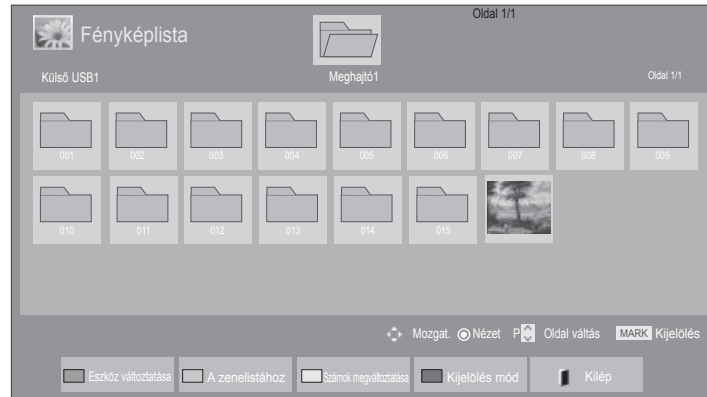 Oldal 1/1
Fényképlista
Külső USB1
Meghajtó1
Oldal 1/1
001 002 003 004 005 006 007 008 009
010 011 012 013 014 015
Mozgat. Nézet P Oldal váltás MARK Kijelölés
Eszköz változtatása A zenelistához Számok megváltoztatása Kijelölés mód Kilép